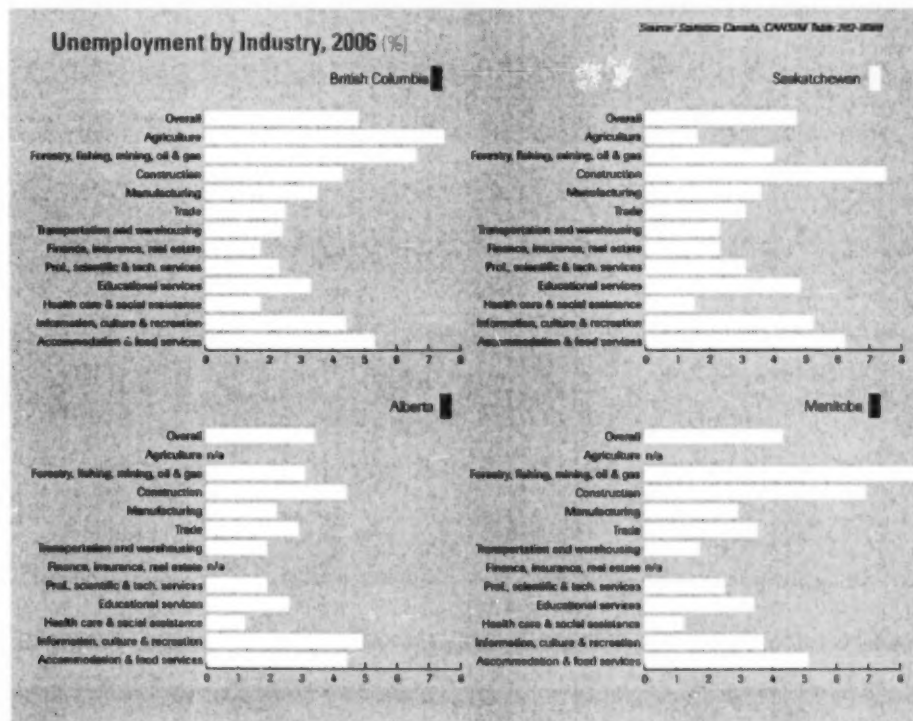 Unemployment by Industry, 2006 (%)
Source: Statistics Canada, CANSIM Table
British Columbia
Overall
Agriculture
Forestry, fishing, mining, oil & gas
Construction
Manufacturing
Trade
Transportation and warehousing
Finance, insurance, real estate
Prof., scientific & tech. services
Educational services
Health care & social assistance
Information, culture & recreation
Accommodation & food services
0 1 2 3 4 5 6 7 8
Saskatchewan
Overall
Agriculture
Forestry, fishing, mining, oil & gas
Construction
Manufacturing
Trade
Transportation and warehousing
Finance, insurance, real estate
Prof., scientific & tech. services
Educational services
Health care & social assistance
Information, culture & recreation
Accommodation & food services
0 1 2 3 4 5 6 7 8
Alberta
Overall
Agriculture n/a
Forestry, fishing, mining, oil & gas
Construction
Manufacturing
Trade
Transportation and warehousing
Finance, insurance, real estate n/a
Prof., scientific & tech. services
Educational services
Health care & social assistance
Information, culture & recreation
Accommodation & food services
0 1 2 3 4 5 6 7 8
Manitoba
Overall
Agriculture n/a
Forestry, fishing, mining, oil & gas
Construction
Manufacturing
Trade
Transportation and warehousing
Finance, insurance, real estate n/a
Prof., scientific & tech. services
Educational services
Health care & social assistance
Information, culture & recreation
Accommodation & food services
0 1 2 3 4 5 6 7 8